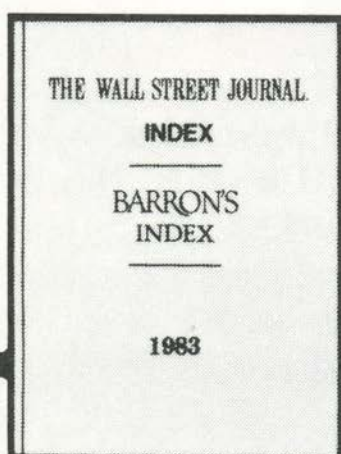 THE WALL STREET JOURNAL.
INDEX
BARRON'S
INDEX
1983